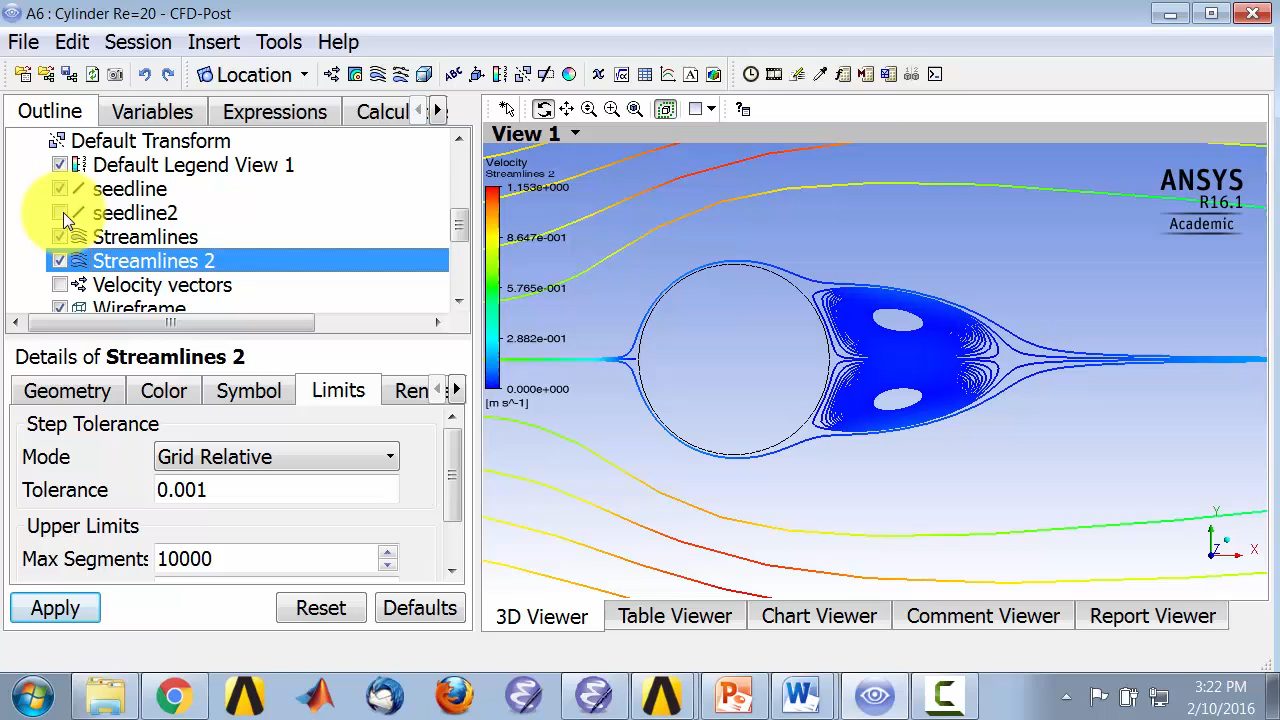 A6 : Cylinder Re=20 - CFD-Post
File Edit Session Insert Tools Help
Location
Outline Variables Expressions
View 1
Default Transform
Default Legend View 1
seedline
seedline2
Streamlines
Streamlines 2
Velocity vectors
Wireframe
Details of Streamlines 2
Geometry Color Symbol Limits
Step Tolerance
Mode Grid Relative
Tolerance 0.001
Upper Limits
Max Segments 10000
Apply Reset Defaults
Velocity
Streamlines 2
1.153e+000
8.647e-001
5.765e-001
2.882e-001
0.000e+000
[m s^-1]
ANSYS
R16.1
Academic
Y
Z X
3D Viewer Table Viewer Chart Viewer Comment Viewer Report Viewer
3:22 PM
2/10/2016